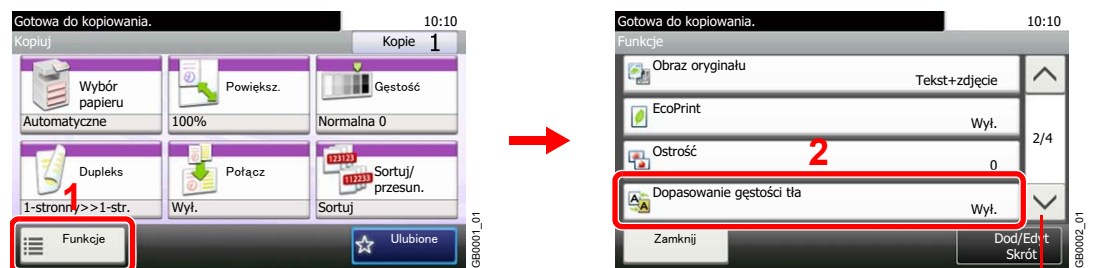 Gotowa do kopiowania.
10:10
Kopiuj
Kopie 1
Wybór
papieru
Automatyczne
Powiększ.
100%
Gęstość
Normalna 0
Dupleks
1-stronny>>1-str.
Połącz
Wył.
123123
112233
Sortuj/
przesun.
Sortuj
1
Funkcje
Ulubione
GB0001_01
Gotowa do kopiowania.
10:10
Funkcje
Obraz oryginału
Tekst+zdjęcie
EcoPrint
Wył.
2/4
Ostrość
0
2
Dopasowanie gęstości tła
Wył.
Zamknij
Dod/Edyt
Skrót
GB0002_01